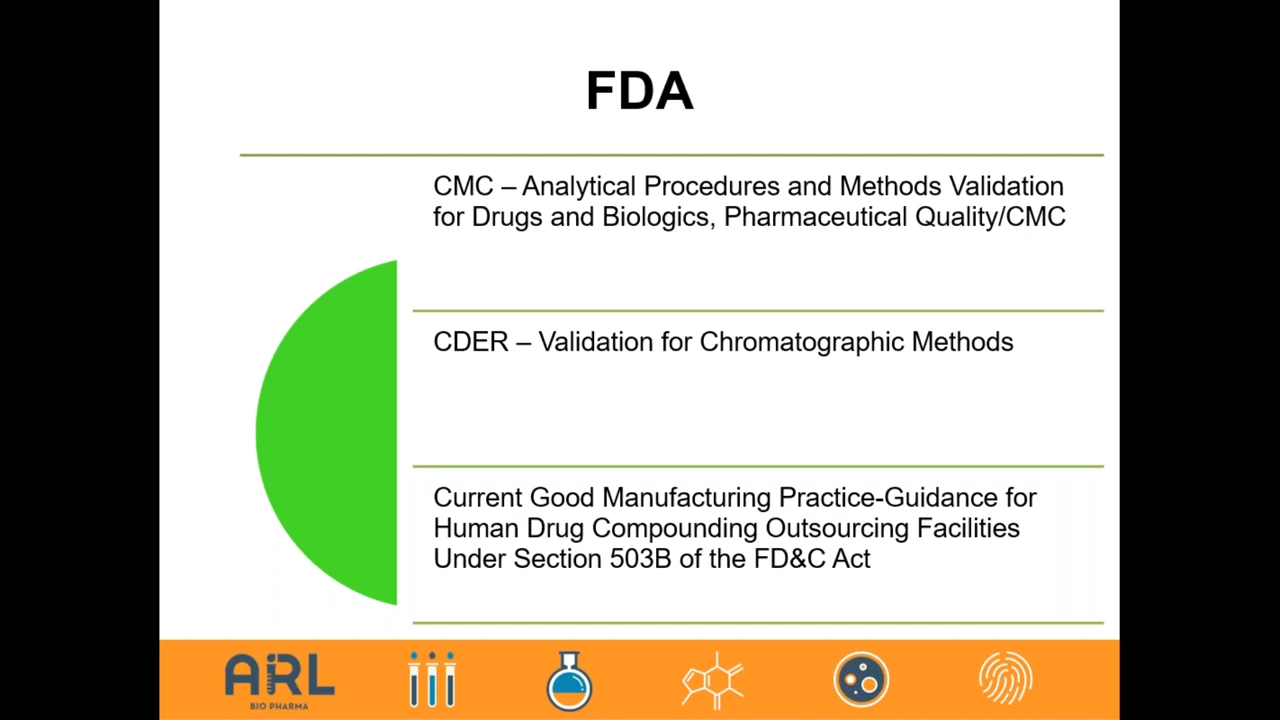 FDA
CMC – Analytical Procedures and Methods Validation
for Drugs and Biologics, Pharmaceutical Quality/CMC
CDER – Validation for Chromatographic Methods
Current Good Manufacturing Practice-Guidance for
Human Drug Compounding Outsourcing Facilities
Under Section 503B of the FD&C Act
ARL
BIO PHARMA